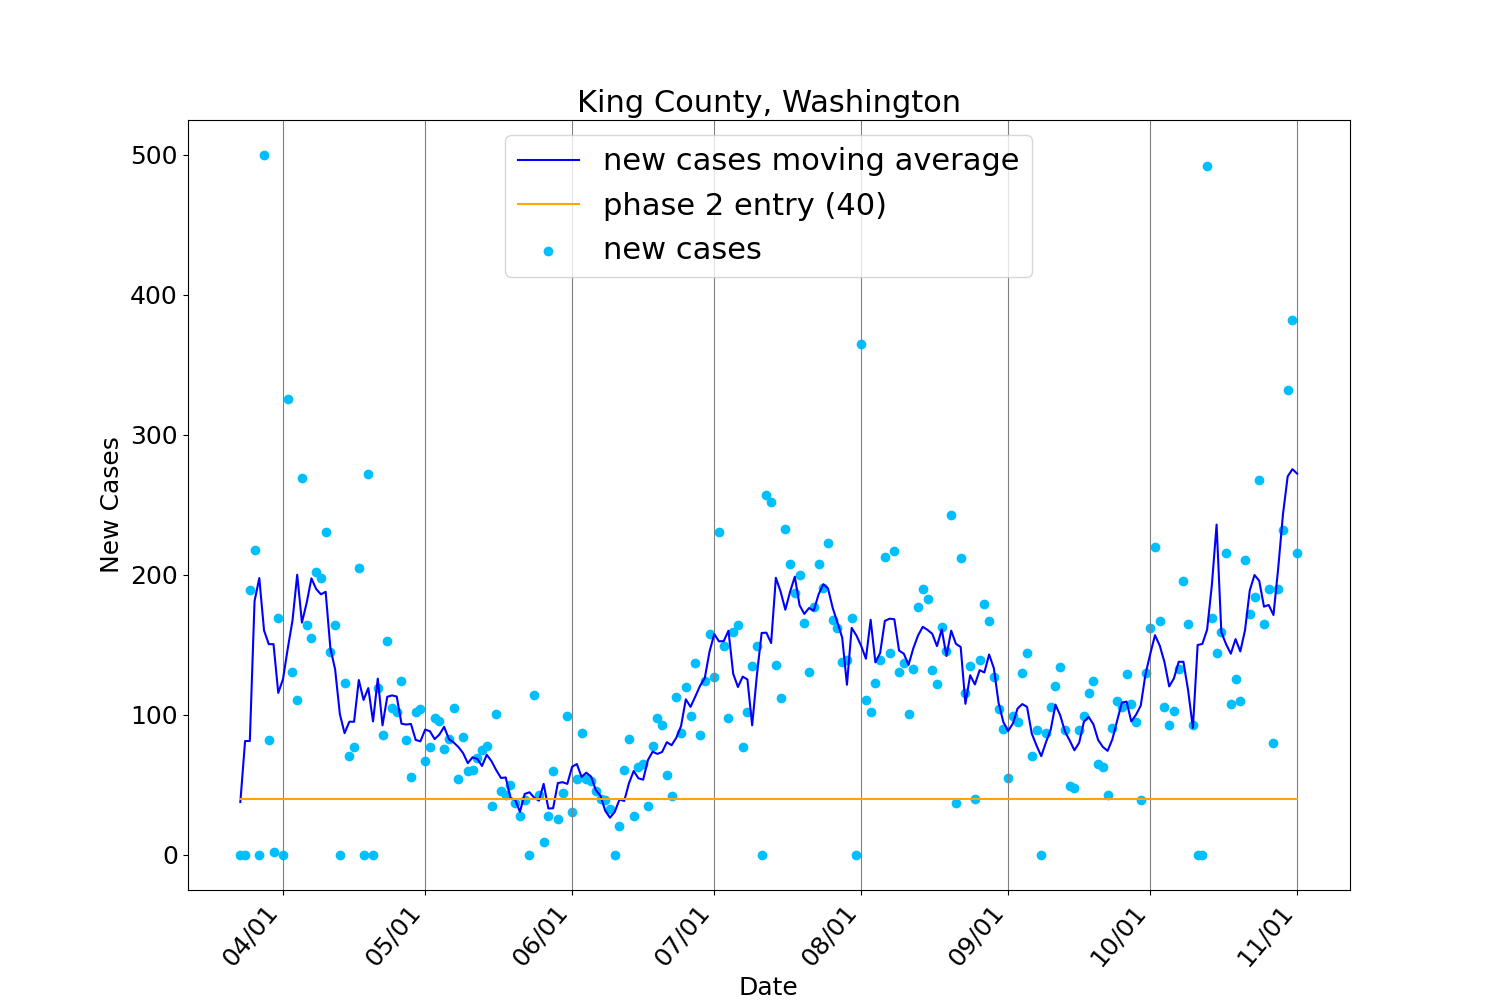 King County, Washington
new cases moving average
phase 2 entry (40)
new cases
New Cases
500
400
300
200
100
0
04/01
05/01
06/01
07/01
08/01
09/01
10/01
11/01
Date